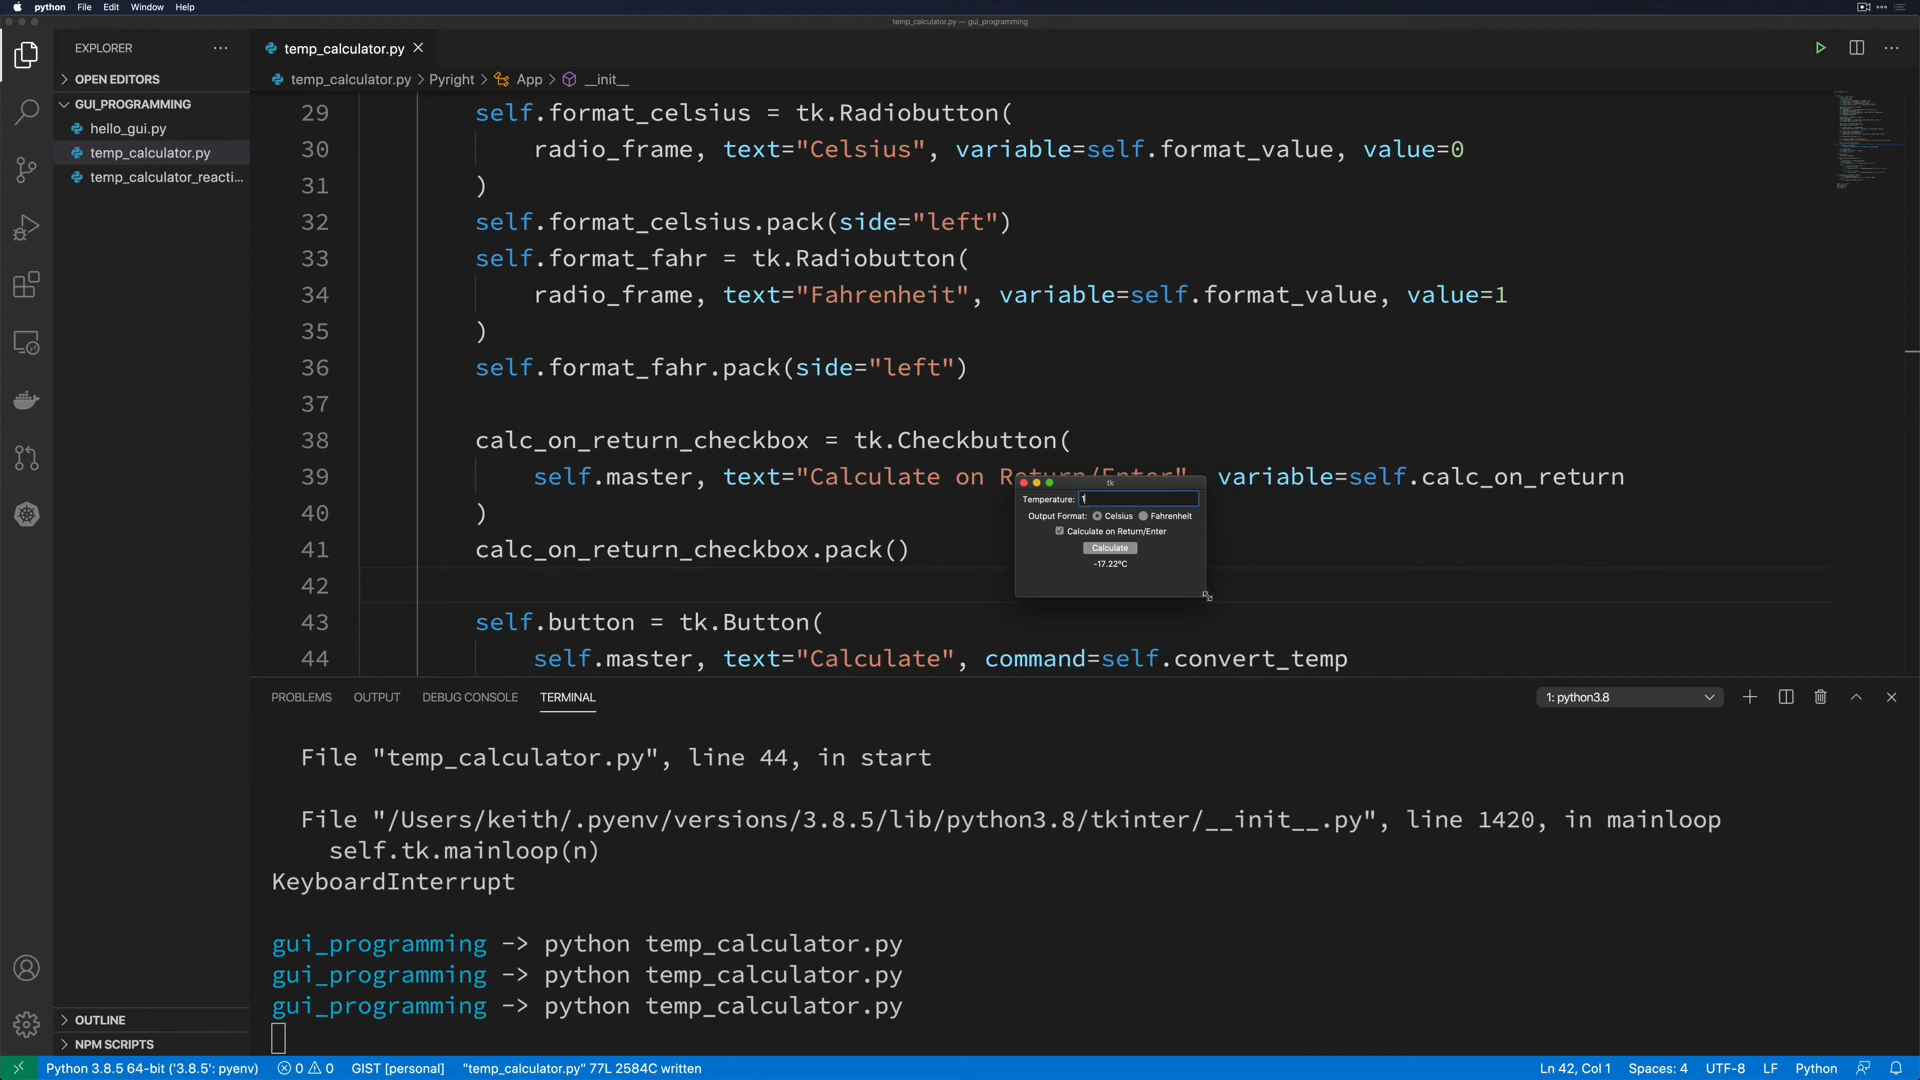 python File Edit Window Help
temp_calculator.py — gui_programming
EXPLORER
OPEN EDITORS
GUI_PROGRAMMING
hello_gui.py
temp_calculator.py
temp_calculator_reacti...
OUTLINE
NPM SCRIPTS
temp_calculator.py
temp_calculator.py > Pyright > App > __init__
29 self.format_celsius = tk.Radiobutton(
30 radio_frame, text="Celsius", variable=self.format_value, value=0
31 )
32 self.format_celsius.pack(side="left")
33 self.format_fahr = tk.Radiobutton(
34 radio_frame, text="Fahrenheit", variable=self.format_value, value=1
35 )
36 self.format_fahr.pack(side="left")
37
38 calc_on_return_checkbox = tk.Checkbutton(
39 self.master, text="Calculate on Return/Enter", variable=self.calc_on_return
40 )
41 calc_on_return_checkbox.pack()
42
43 self.button = tk.Button(
44 self.master, text="Calculate", command=self.convert_temp
tk
Temperature: 1
Output Format: Celsius Fahrenheit
Calculate on Return/Enter
Calculate
-17.22°C
PROBLEMS OUTPUT DEBUG CONSOLE TERMINAL
1: python3.8
File "temp_calculator.py", line 44, in start
File "/Users/keith/.pyenv/versions/3.8.5/lib/python3.8/tkinter/__init__.py", line 1420, in mainloop
self.tk.mainloop(n)
KeyboardInterrupt
gui_programming -> python temp_calculator.py
gui_programming -> python temp_calculator.py
gui_programming -> python temp_calculator.py
Python 3.8.5 64-bit ('3.8.5': pyenv) 0 0 GIST [personal] "temp_calculator.py" 77L 2584C written
Ln 42, Col 1 Spaces: 4 UTF-8 LF Python